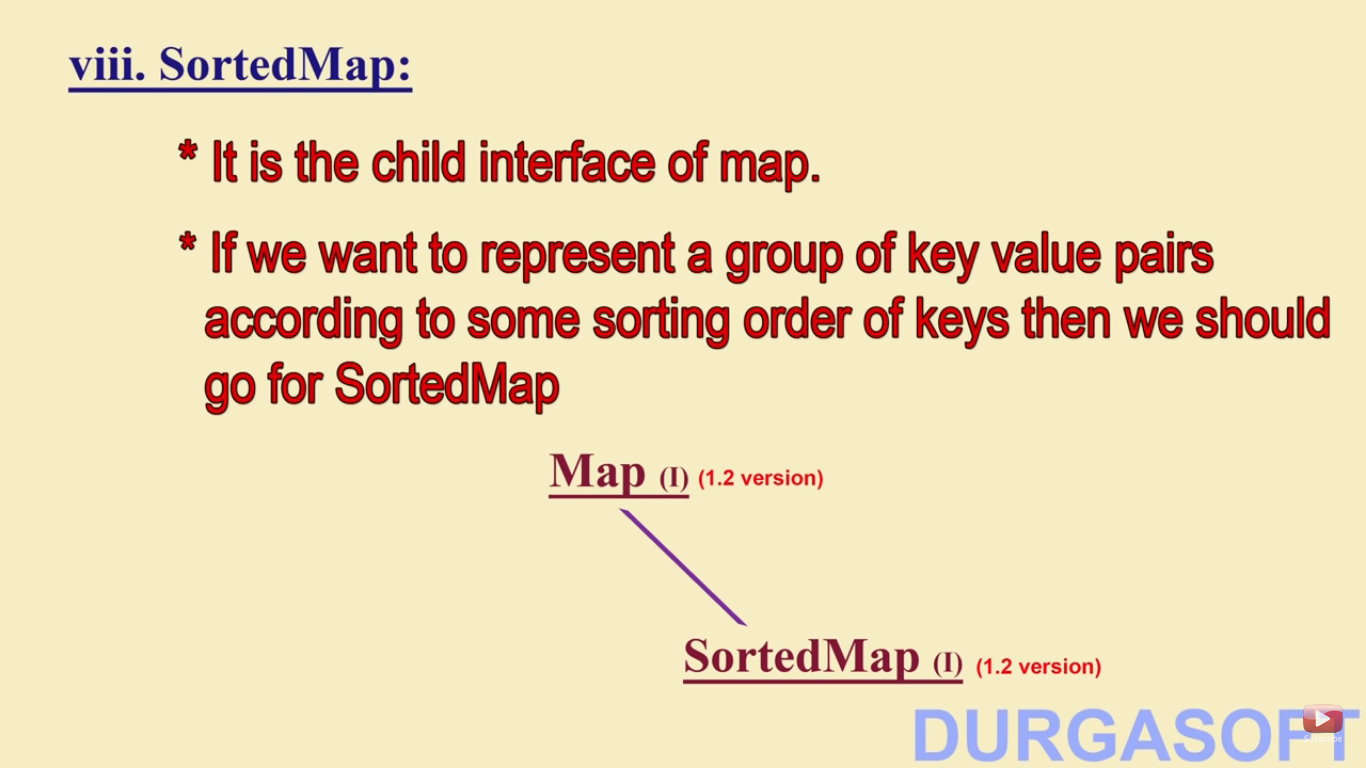 viii. SortedMap:
* It is the child interface of map.
* If we want to represent a group of key value pairs
according to some sorting order of keys then we should
go for SortedMap
Map (I) (1.2 version)
SortedMap (I) (1.2 version)
DURGASOFT
Subscribe